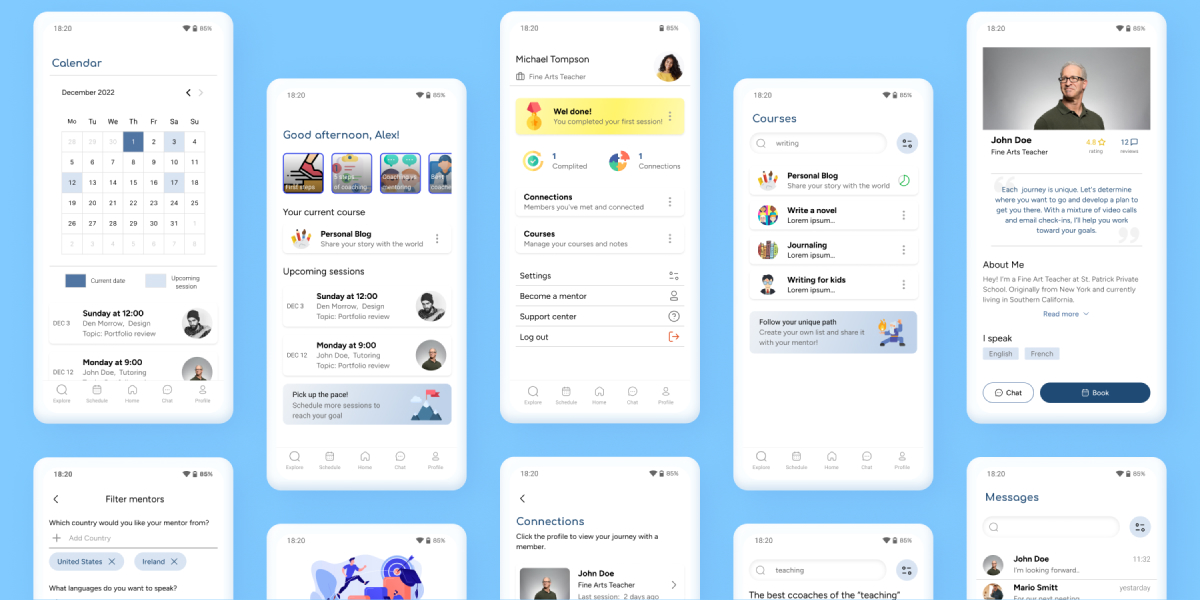 18:20
85%
Calendar
December 2022
Mo Tu We Th Fr Sa Su
28 29 30 1 2 3 4
5 6 7 8 9 10 11
12 13 14 15 16 17 18
19 20 21 22 23 24 25
26 27 28 29 30 31 1
2 3 4 5 6 7 8
Current date
Upcoming
session
DEC 3
Sunday at 12:00
Den Morrow, Design
Topic: Portfolio review
DEC 12
Monday at 9:00
John Doe, Tutoring
Explore Schedule Home Chat Profile
18:20
85%
Good afternoon, Alex!
First steps
5 steps
of coaching
Coaching vs
mentoring
Your current course
Personal Blog
Share your story with the world
Upcoming sessions
DEC 3
Sunday at 12:00
Den Morrow, Design
Topic: Portfolio review
DEC 12
Monday at 9:00
John Doe, Tutoring
Topic: Portfolio review
Pick up the pace!
Schedule more sessions to
reach your goal
Explore Schedule Home Chat Profile
18:20
85%
Michael Tompson
Fine Arts Teacher
Wel done!
You completed your first session!
1
Complited
1
Connections
Connections
Members you've met and connected
Courses
Manage your courses and notes
Settings
Become a mentor
Support center
Log out
Explore Schedule Home Chat Profile
18:20
85%
Courses
writing
Personal Blog
Share your story with the world
Write a novel
Lorem ipsum...
Journaling
Lorem ipsum...
Writing for kids
Lorem ipsum...
Follow your unique path
Create your own list and share it
with your mentor!
Explore Schedule Home Chat Profile
18:20
85%
John Doe
Fine Arts Teacher
4.8
rating
12
reviews
“
Each journey is unique. Let's determine
where you want to go and develop a plan to
get you there. With a mixture of video calls
and email check-ins, I'll help you work
toward your goals.
”
About Me
Hey! I'm a Fine Art Teacher at St. Patrick Private
School. Originally from New York and currently
living in Southern California.
Read more
I speak
English French
Chat
Book
18:20
85%
Filter mentors
Which country would you like your mentor from?
Add Country
United States
Ireland
What languages do you want to speak?
18:20
85%
18:20
85%
Connections
Click the profile to view your journey with a
member.
John Doe
Fine Arts Teacher
Last session: 2 days ago
18:20
85%
teaching
The best ccoaches of the “teaching”
18:20
85%
Messages
John Doe
I'm looking forward..
11:32
Mario Smitt
yesterday
For our next meeting